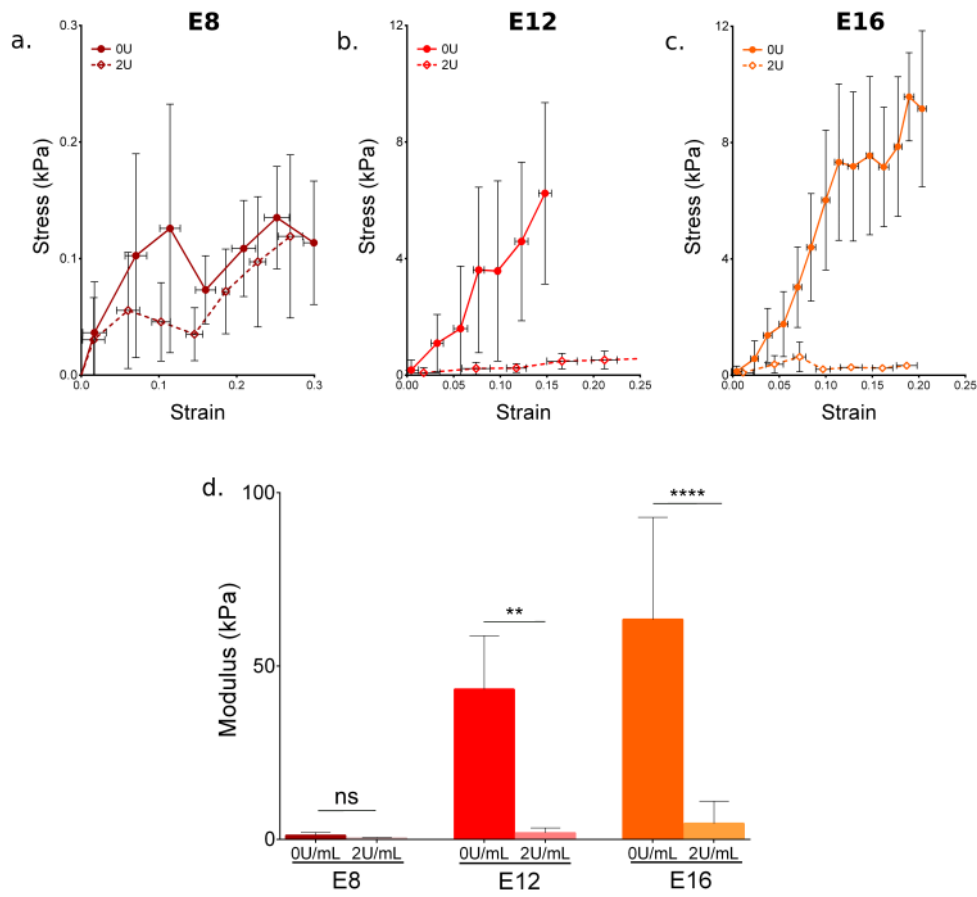 E8
a.
0.3
0U
2U
0.2
Stress (kPa)
0.1
0.0
0.0 0.1 0.2 0.3
Strain
E12
b.
12
0U
2U
8
Stress (kPa)
4
0
0.00 0.05 0.10 0.15 0.20 0.25
Strain
E16
c.
12
0U
2U
8
Stress (kPa)
4
0
0.00 0.05 0.10 0.15 0.20 0.25
Strain
d.
100
****
**
Modulus (kPa)
50
ns
0
0U/mL 2U/mL 0U/mL 2U/mL 0U/mL 2U/mL
E8 E12 E16